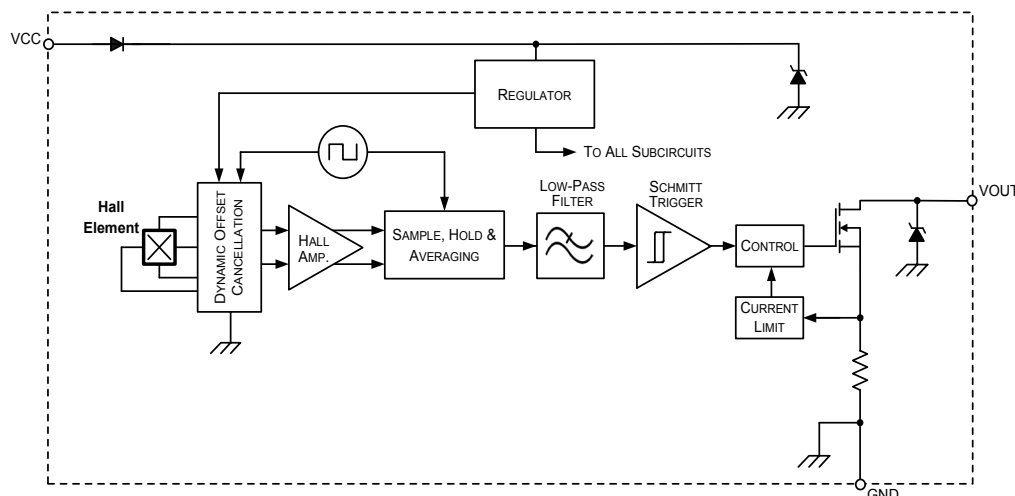 VCC
REGULATOR
TO ALL SUBCIRCUITS
Hall
Element
DYNAMIC OFFSET
CANCELLATION
HALL
AMP.
SAMPLE, HOLD &
AVERAGING
LOW-PASS
FILTER
SCHMITT
TRIGGER
CONTROL
CURRENT
LIMIT
VOUT
GND